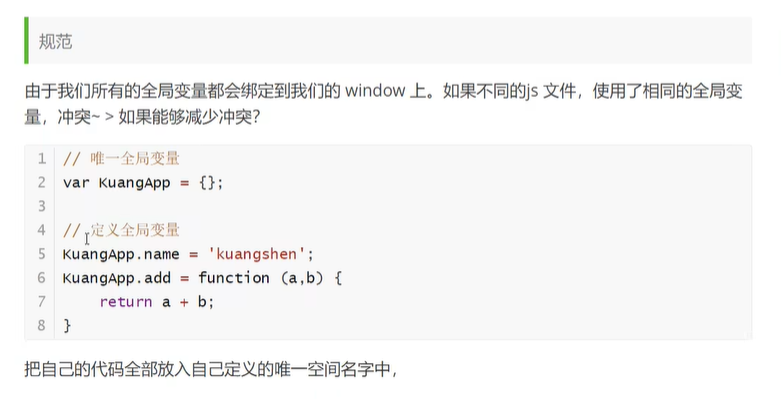 规范
由于我们所有的全局变量都会绑定到我们的 window 上。如果不同的js 文件，使用了相同的全局变
量，冲突~ > 如果能够减少冲突？
1 // 唯一全局变量
2 var KuangApp = {};
3
4 // 定义全局变量
5 KuangApp.name = 'kuangshen';
6 KuangApp.add = function (a,b) {
7     return a + b;
8 }
把自己的代码全部放入自己定义的唯一空间名字中，